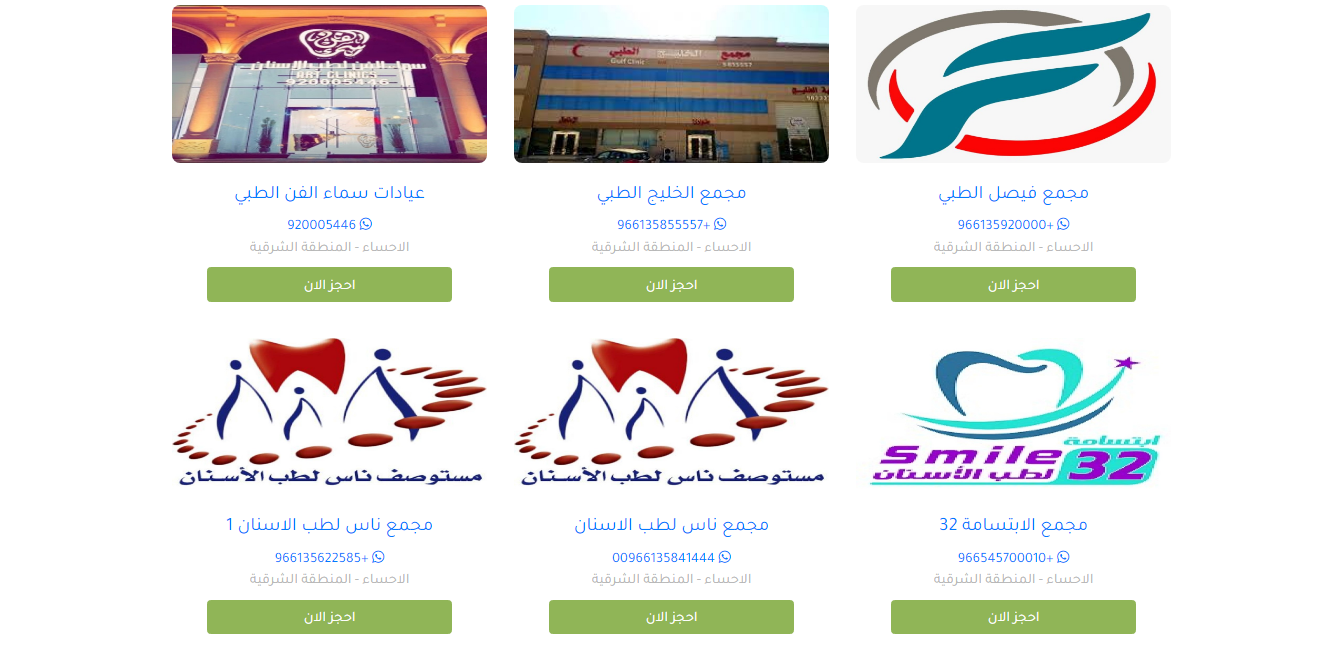 مجمع الطبي
Gulf Clinic
سماء الفن لطب الاسنان
ART CLINICS
920005446
مجمع فيصل الطبي
+966135920000
الاحساء - المنطقة الشرقية
احجز الان
مجمع الخليج الطبي
+966135855557
الاحساء - المنطقة الشرقية
احجز الان
عيادات سماء الفن الطبي
920005446
الاحساء - المنطقة الشرقية
احجز الان
ابتسامة
Smile 32
لطب الأسنان
مستوصف ناس لطب الأسنان
مستوصف ناس لطب الأسنان
مجمع الابتسامة 32
+966545700010
الاحساء - المنطقة الشرقية
احجز الان
مجمع ناس لطب الاسنان
00966135841444
الاحساء - المنطقة الشرقية
احجز الان
مجمع ناس لطب الاسنان 1
+966135622585
الاحساء - المنطقة الشرقية
احجز الان